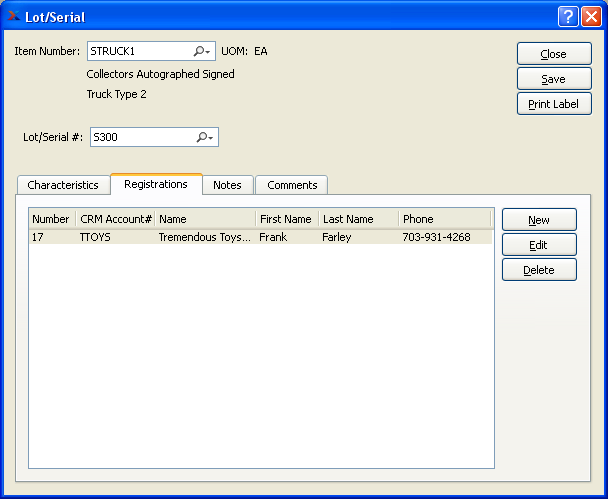 Lot/Serial
Item Number: STRUCK1 UOM: EA Close
Collectors Autographed Signed Save
Truck Type 2 Print Label
Lot/Serial #: S300
Characteristics Registrations Notes Comments
Number CRM Account# Name First Name Last Name Phone New
17 TTOYS Tremendous Toys... Frank Farley 703-931-4268 Edit
Delete